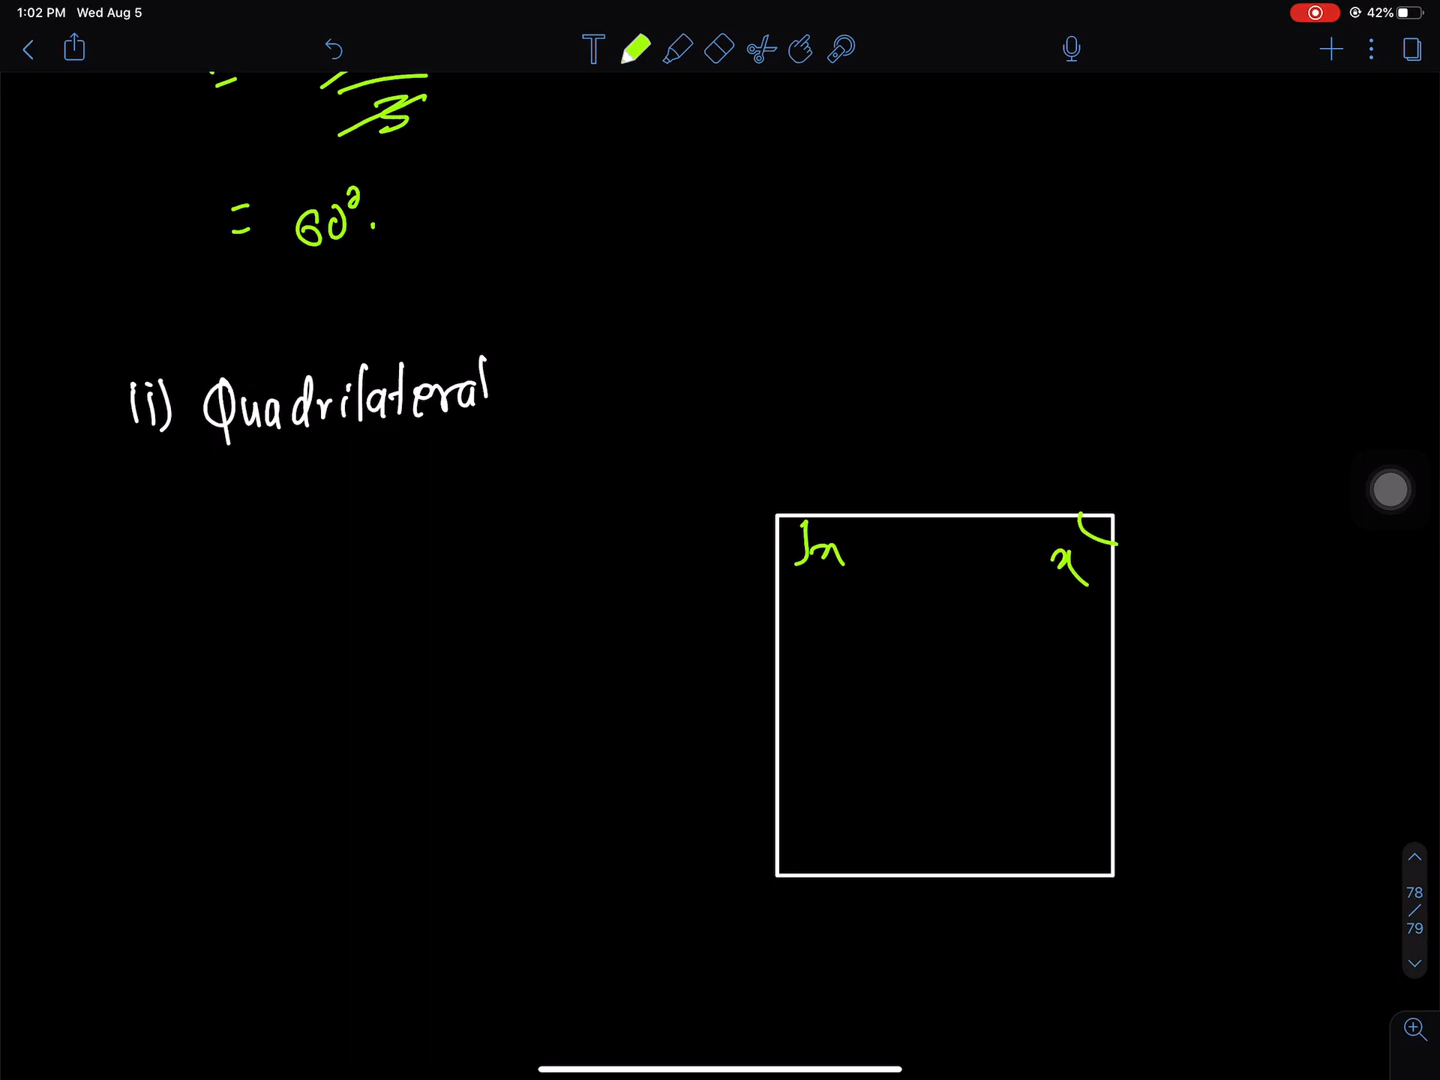 1:02 PM Wed Aug 5
42%
= 60°.
(ii) Quadrilateral
x
x
78
/
79